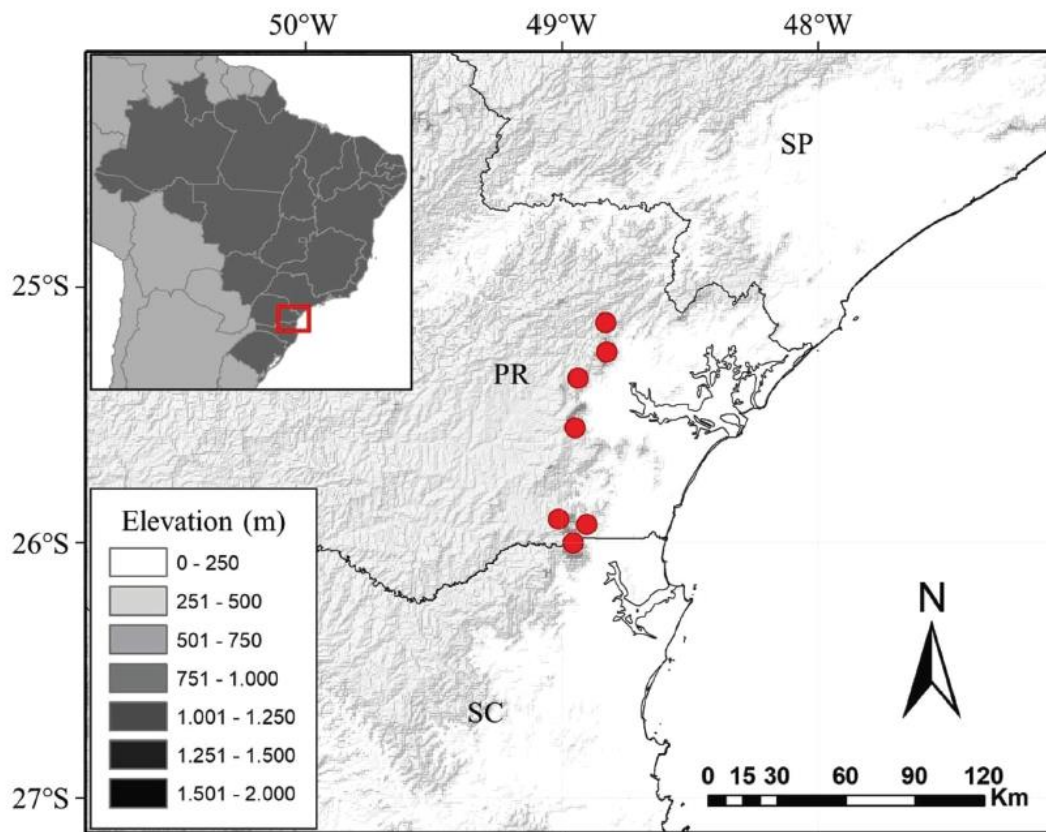 50°W 49°W 48°W
SP
25°S
PR
Elevation (m)
26°S
0 - 250
251 - 500
501 - 750
N
751 - 1.000
1.001 - 1.250
SC
1.251 - 1.500
0 15 30 60 90 120
1.501 - 2.000
Km
27°S